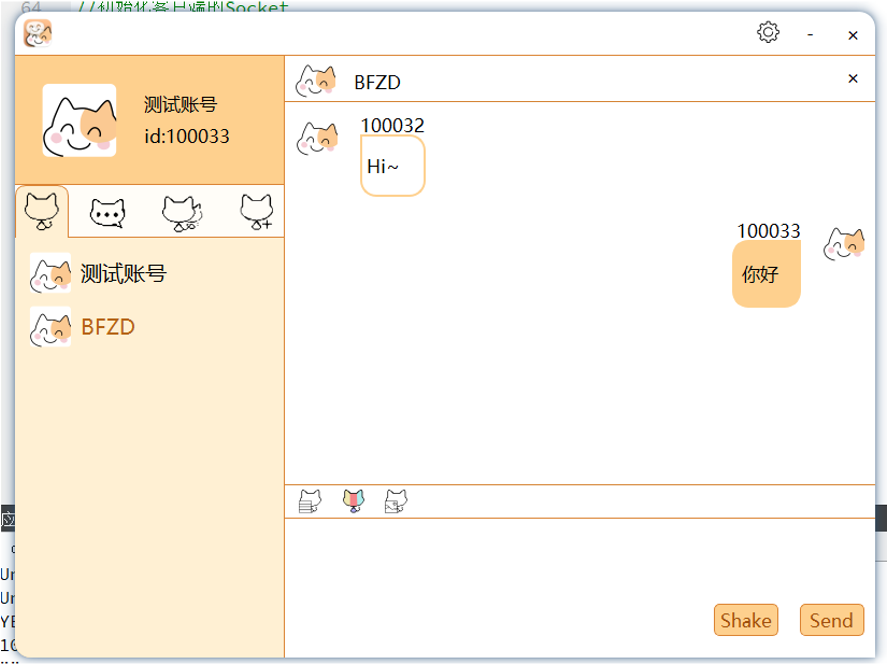 64 //初始化客户端的Socket
测试账号
id:100033
测试账号
BFZD
BFZD
100032
Hi~
100033
你好
Shake
Send
应
Ur
Ur
YE
10